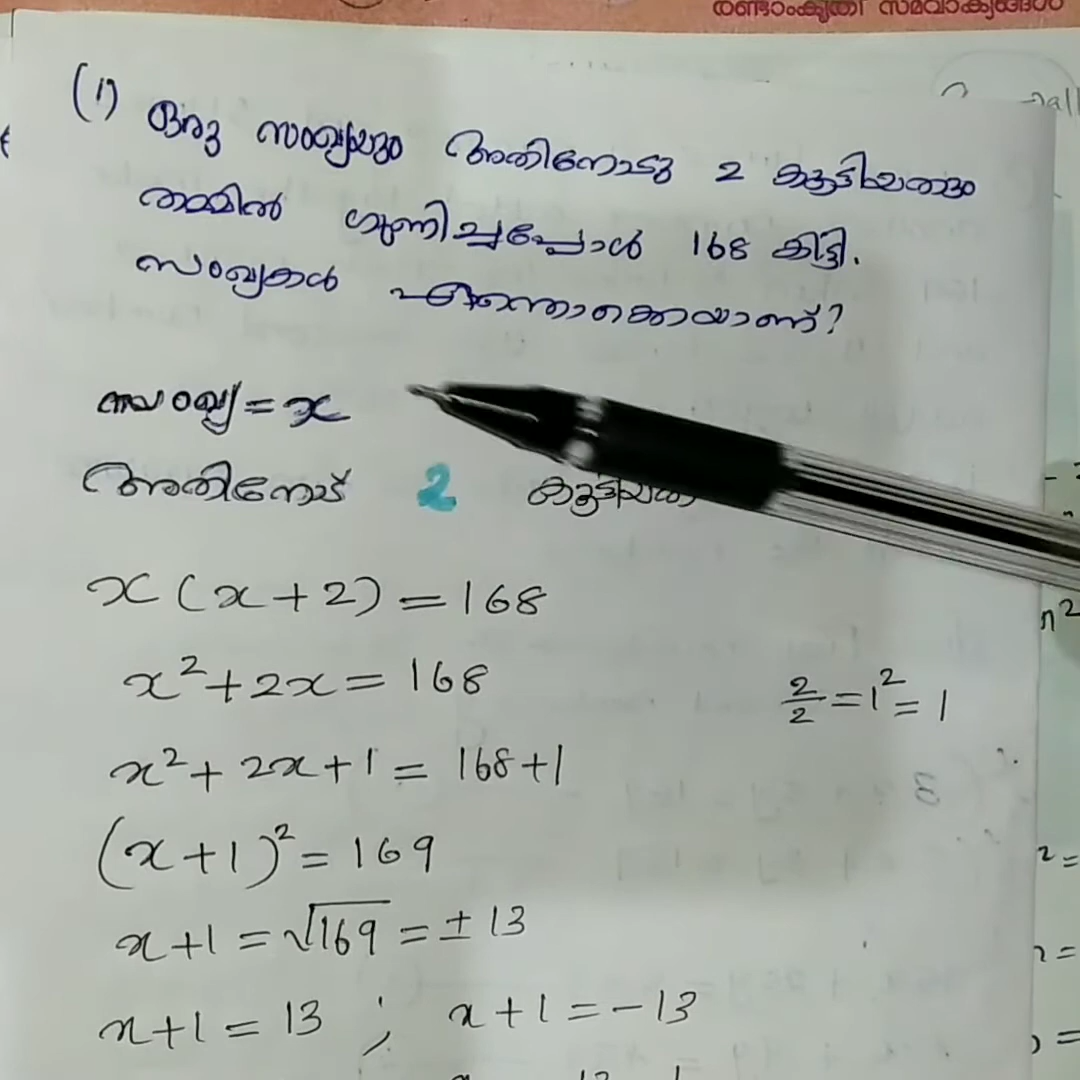 രണ്ടാംകൃതി സമവാക്യങ്ങൾ
(1) ഒരു സംഖ്യയും അതിനോടു 2 കൂട്ടിയതും
തമ്മിൽ ഗുണിച്ചപ്പോൾ 168 കിട്ടി.
സംഖ്യകൾ എന്തൊക്കെയാണ്?
സംഖ്യ = x
അതിനോട് 2
x (x + 2) = 168
x² + 2x = 168
2/2 = 1² = 1
x² + 2x + 1 = 168 + 1
(x + 1)² = 169
x + 1 = √169 = ± 13
x + 1 = 13 ; x + 1 = - 13